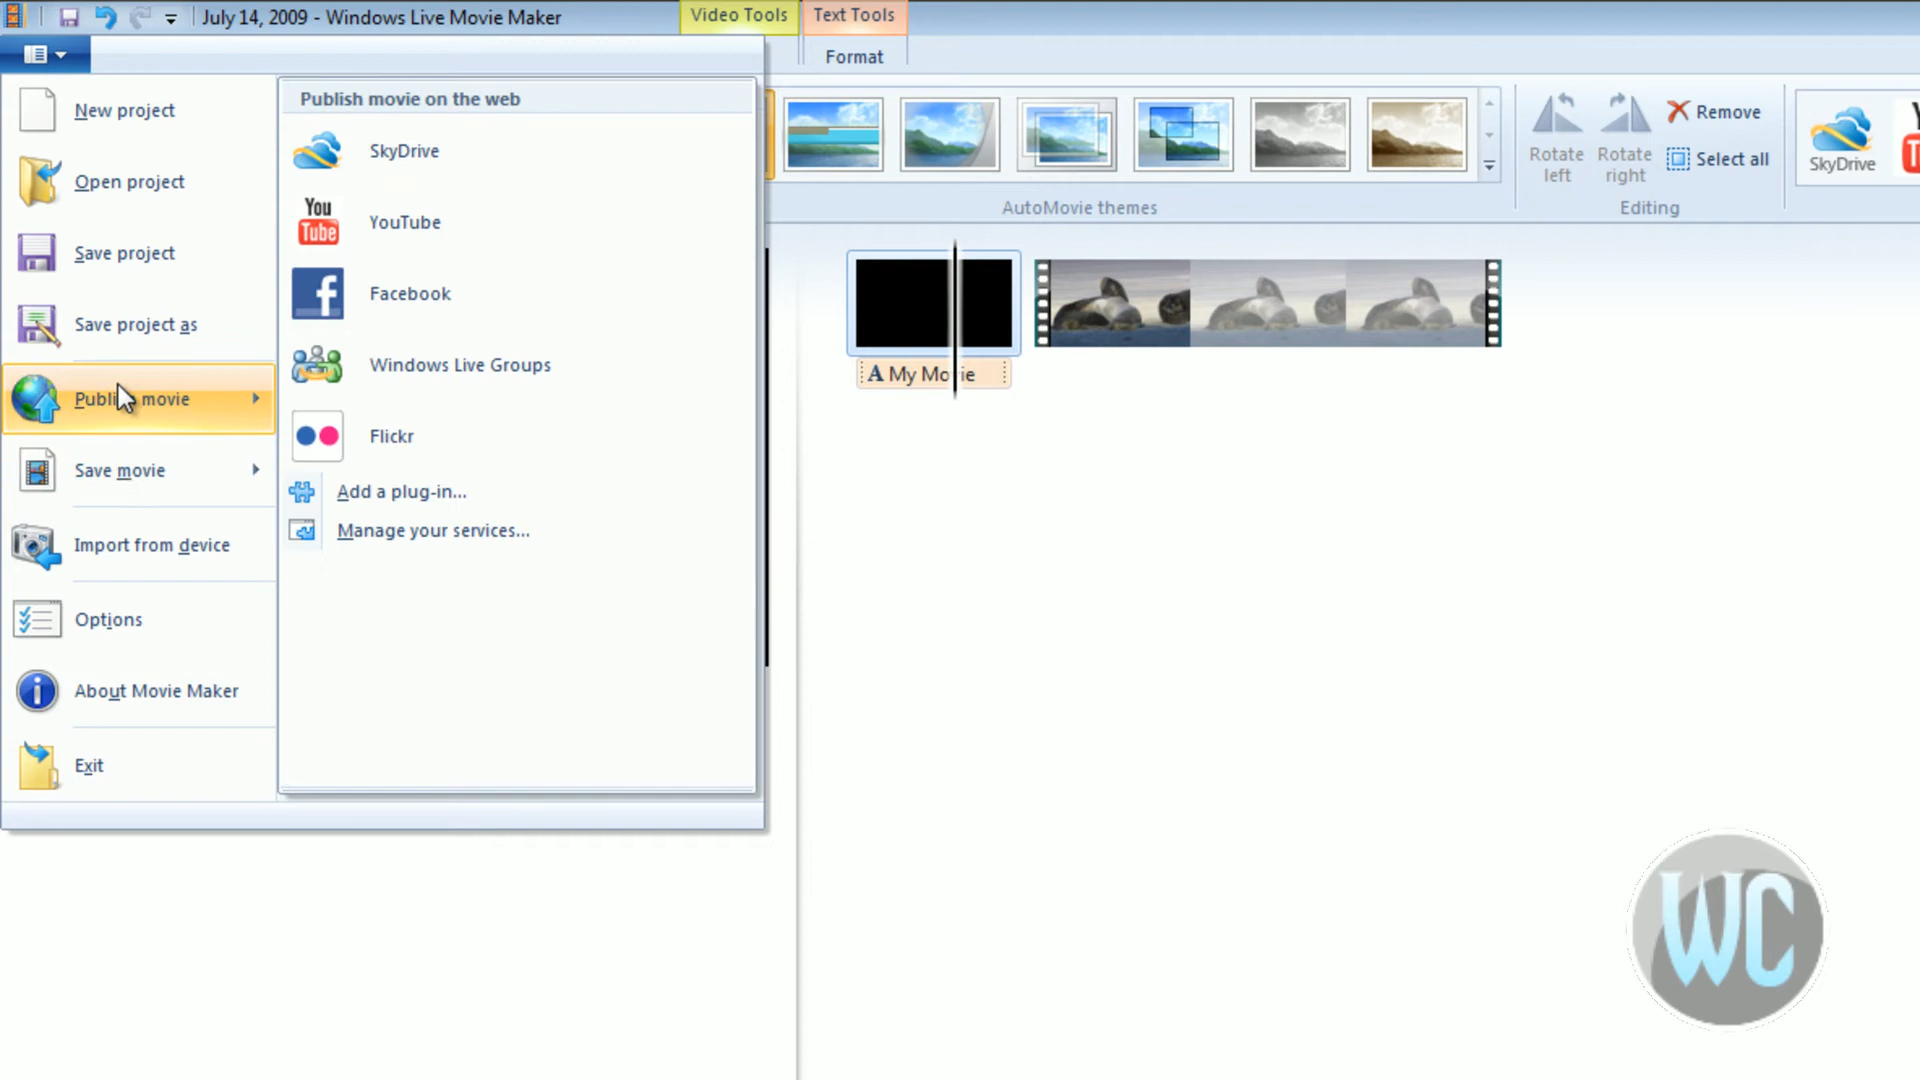 July 14, 2009 - Windows Live Movie Maker
Video Tools
Text Tools
Format
New project
Open project
Save project
Save project as
Publish movie
Save movie
Import from device
Options
About Movie Maker
Exit
Publish movie on the web
SkyDrive
You
Tube
YouTube
f
Facebook
Windows Live Groups
Flickr
Add a plug-in...
Manage your services...
AutoMovie themes
Rotate
left
Rotate
right
Remove
Select all
Editing
SkyDrive
A My Movie
WC